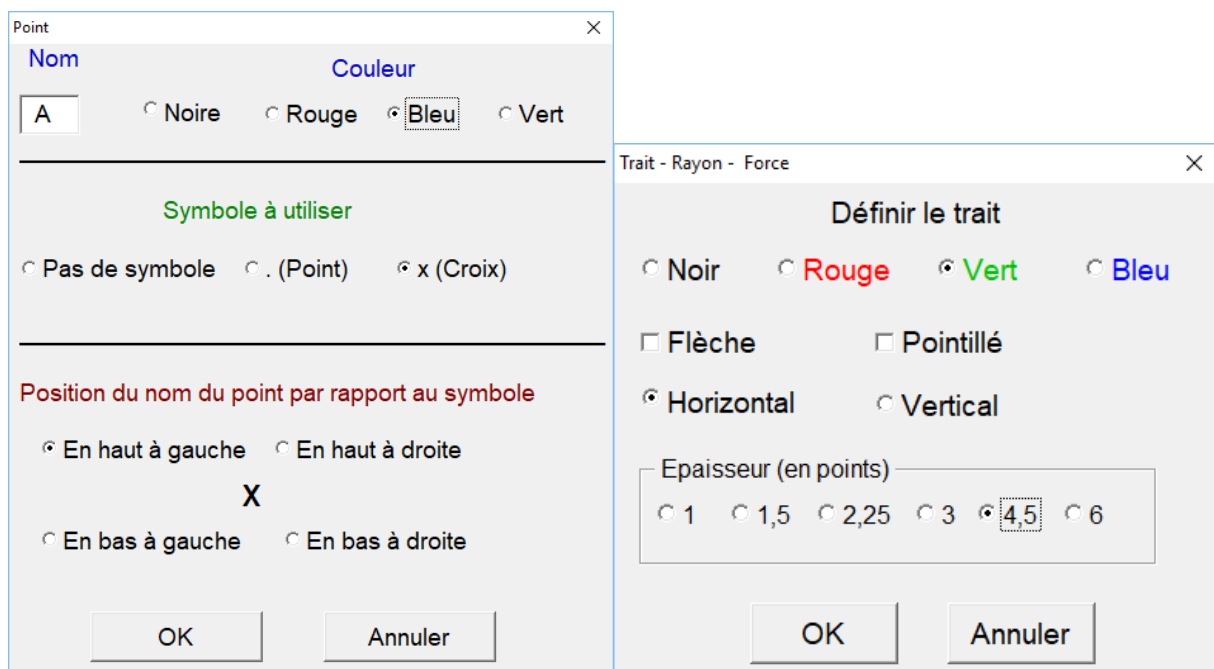 Point
Nom
Couleur
A Noire Rouge Bleu Vert
Symbole à utiliser
Pas de symbole . (Point) x (Croix)
Position du nom du point par rapport au symbole
En haut à gauche En haut à droite
X
En bas à gauche En bas à droite
OK Annuler
Trait - Rayon - Force
Définir le trait
Noir Rouge Vert Bleu
Flèche Pointillé
Horizontal Vertical
Epaisseur (en points)
1 1,5 2,25 3 4,5 6
OK Annuler